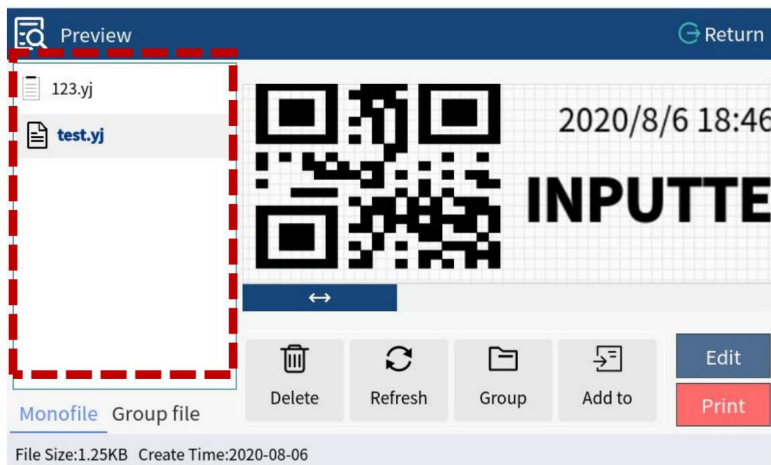 Preview
Return
123.yj
test.yj
2020/8/6 18:46
INPUTTE
Delete
Refresh
Group
Add to
Edit
Print
Monofile
Group file
File Size:1.25KB Create Time:2020-08-06